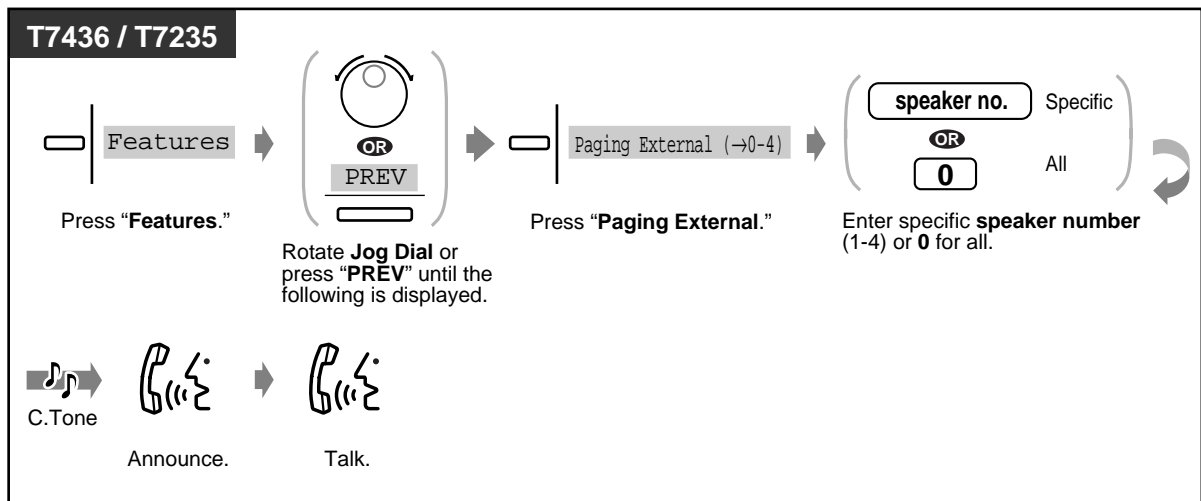 T7436 / T7235
Features
OR
PREV
Paging External (→0-4)
speaker no. Specific
OR
0 All
Press “Features.”
Rotate Jog Dial or
press “PREV” until the
following is displayed.
Press “Paging External.”
Enter specific speaker number
(1-4) or 0 for all.
C.Tone
Announce.
Talk.